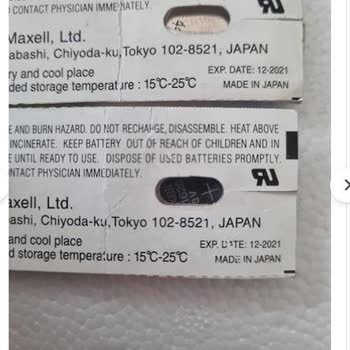 CONTACT PHYSICIAN IMMEDIATELY.
Maxell, Ltd.
abashi, Chiyoda-ku,Tokyo 102-8521, JAPAN
ry and cool place
ded storage temperature : 15℃-25℃
EXP. DATE: 12-2021
MADE IN JAPAN
E AND BURN HAZARD. DO NOT RECHARGE, DISASSEMBLE. HEAT ABOVE
INCINERATE. KEEP BATTERY OUT OF REACH OF CHILDREN AND IN
E UNTIL READY TO USE. DISPOSE OF USED BATTERIES PROMPTLY.
NTACT PHYSICIAN IMMEDIATELY.
axell, Ltd.
ashi, Chiyoda-ku,Tokyo 102-8521, JAPAN
and cool place
d storage temperature : 15℃-25℃
EXP. DATE: 12-2021
MADE IN JAPAN